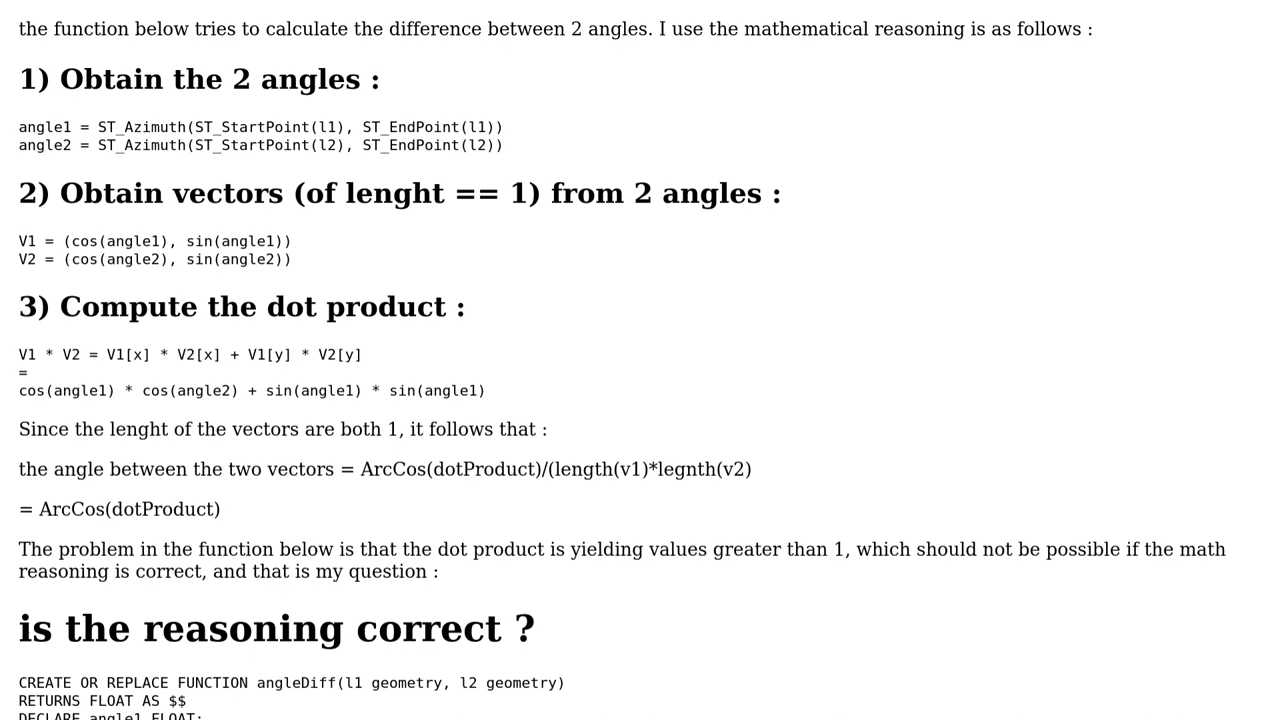 the function below tries to calculate the difference between 2 angles. I use the mathematical reasoning is as follows :
1) Obtain the 2 angles :
angle1 = ST_Azimuth(ST_StartPoint(l1), ST_EndPoint(l1))
angle2 = ST_Azimuth(ST_StartPoint(l2), ST_EndPoint(l2))
2) Obtain vectors (of lenght == 1) from 2 angles :
V1 = (cos(angle1), sin(angle1))
V2 = (cos(angle2), sin(angle2))
3) Compute the dot product :
V1 * V2 = V1[x] * V2[x] + V1[y] * V2[y]
=
cos(angle1) * cos(angle2) + sin(angle1) * sin(angle1)
Since the lenght of the vectors are both 1, it follows that :
the angle between the two vectors = ArcCos(dotProduct)/(length(v1)*legnth(v2)
= ArcCos(dotProduct)
The problem in the function below is that the dot product is yielding values greater than 1, which should not be possible if the math
reasoning is correct, and that is my question :
is the reasoning correct ?
CREATE OR REPLACE FUNCTION angleDiff(l1 geometry, l2 geometry)
RETURNS FLOAT AS $$
DECLARE angle1 FLOAT;